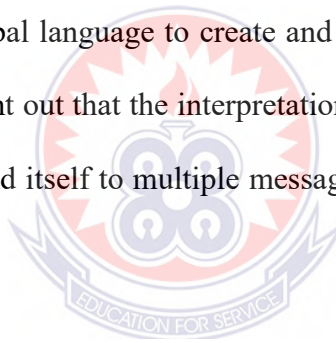 bal language to create and
nt out that the interpretation
d itself to multiple messag
EDUCATION FOR SERVICE